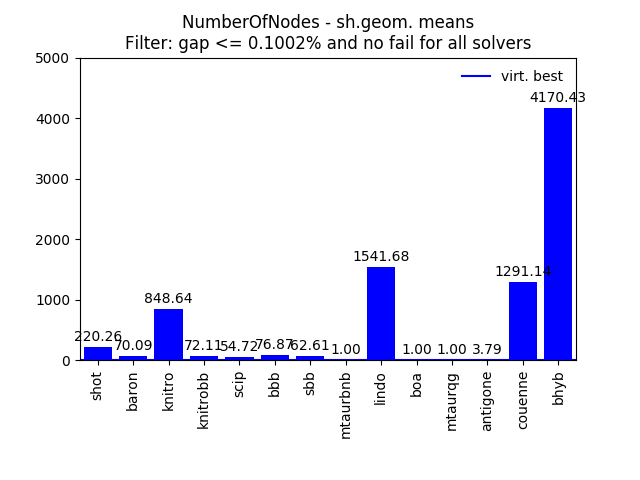 NumberOfNodes - sh.geom. means
Filter: gap <= 0.1002% and no fail for all solvers
5000
4000
3000
2000
1000
0
virt. best
220.26
70.09
848.64
72.11
54.72
76.87
62.61
1.00
1541.68
1.00
1.00
3.79
1291.14
4170.43
shot
baron
knitro
knitrobb
scip
bbb
sbb
mtaurbnb
lindo
boa
mtaurqg
antigone
couenne
bhyb